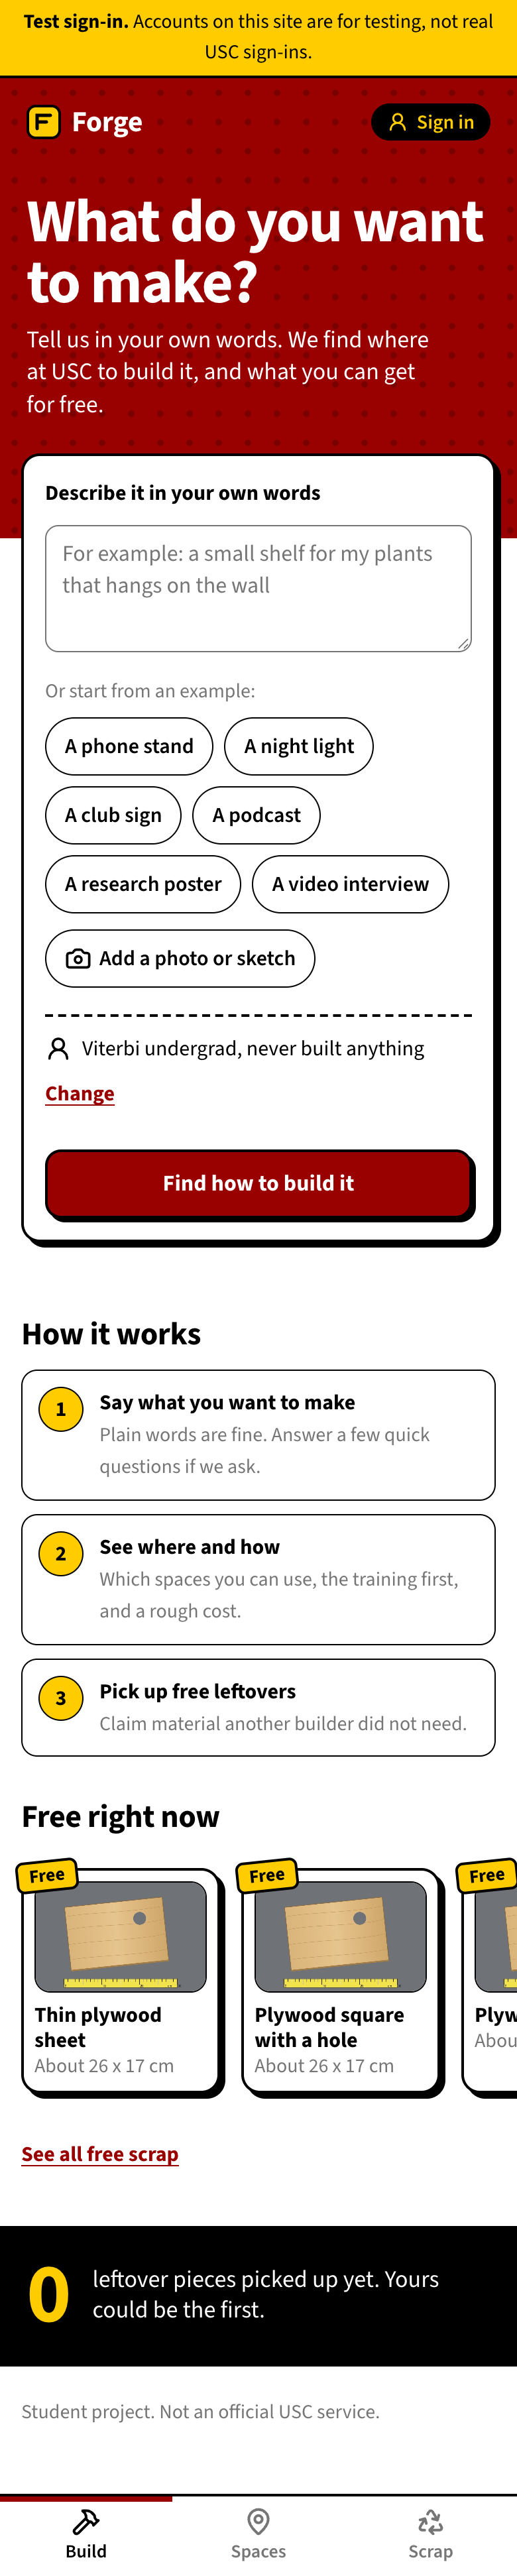 Test sign-in. Accounts on this site are for testing, not real
USC sign-ins.
Forge
Sign in
What do you want
to make?
Tell us in your own words. We find where
at USC to build it, and what you can get
for free.
Describe it in your own words
For example: a small shelf for my plants
that hangs on the wall
Or start from an example:
A phone stand
A night light
A club sign
A podcast
A research poster
A video interview
Add a photo or sketch
Viterbi undergrad, never built anything
Change
Find how to build it
How it works
1
Say what you want to make
Plain words are fine. Answer a few quick
questions if we ask.
2
See where and how
Which spaces you can use, the training first,
and a rough cost.
3
Pick up free leftovers
Claim material another builder did not need.
Free right now
Free
Free
Free
Thin plywood
sheet
About 26 x 17 cm
Plywood square
with a hole
About 26 x 17 cm
Plyw
Abou
See all free scrap
0
leftover pieces picked up yet. Yours
could be the first.
Student project. Not an official USC service.
Build
Spaces
Scrap